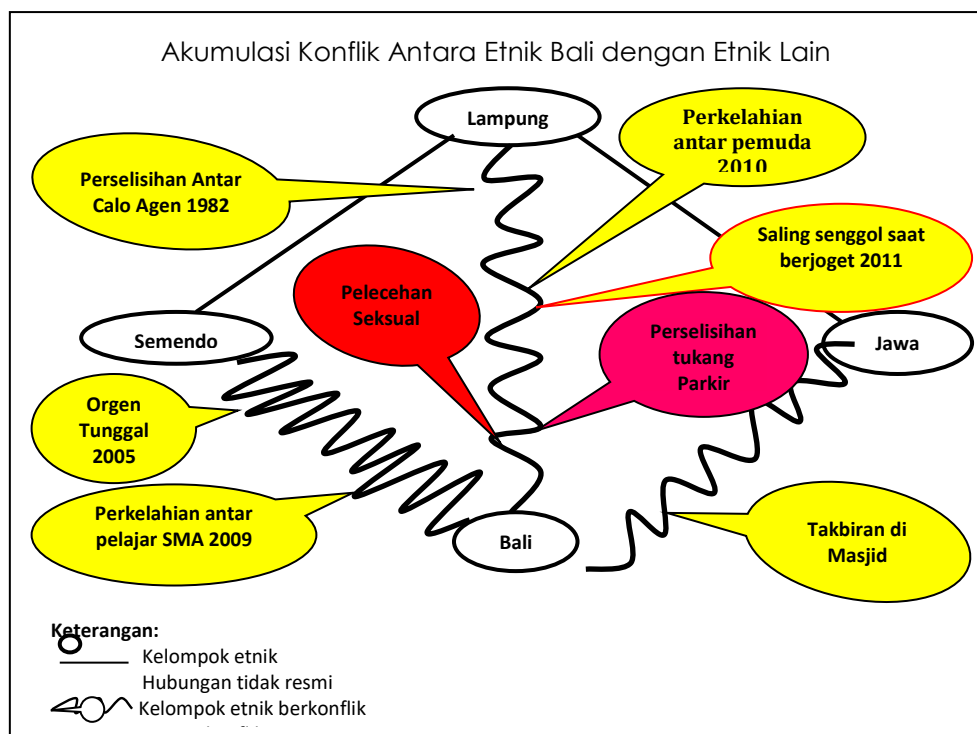 Akumulasi Konflik Antara Etnik Bali dengan Etnik Lain
Lampung
Perkelahian
antar pemuda
2010
Perselisihan Antar
Calo Agen 1982
Saling senggol saat
berjoget 2011
Pelecehan
Seksual
Semendo
Perselisihan
tukang
Parkir
Jawa
Orgen
Tunggal
2005
Perkelahian antar
pelajar SMA 2009
Bali
Takbiran di
Masjid
Keterangan:
Kelompok etnik
Hubungan tidak resmi
Kelompok etnik berkonflik